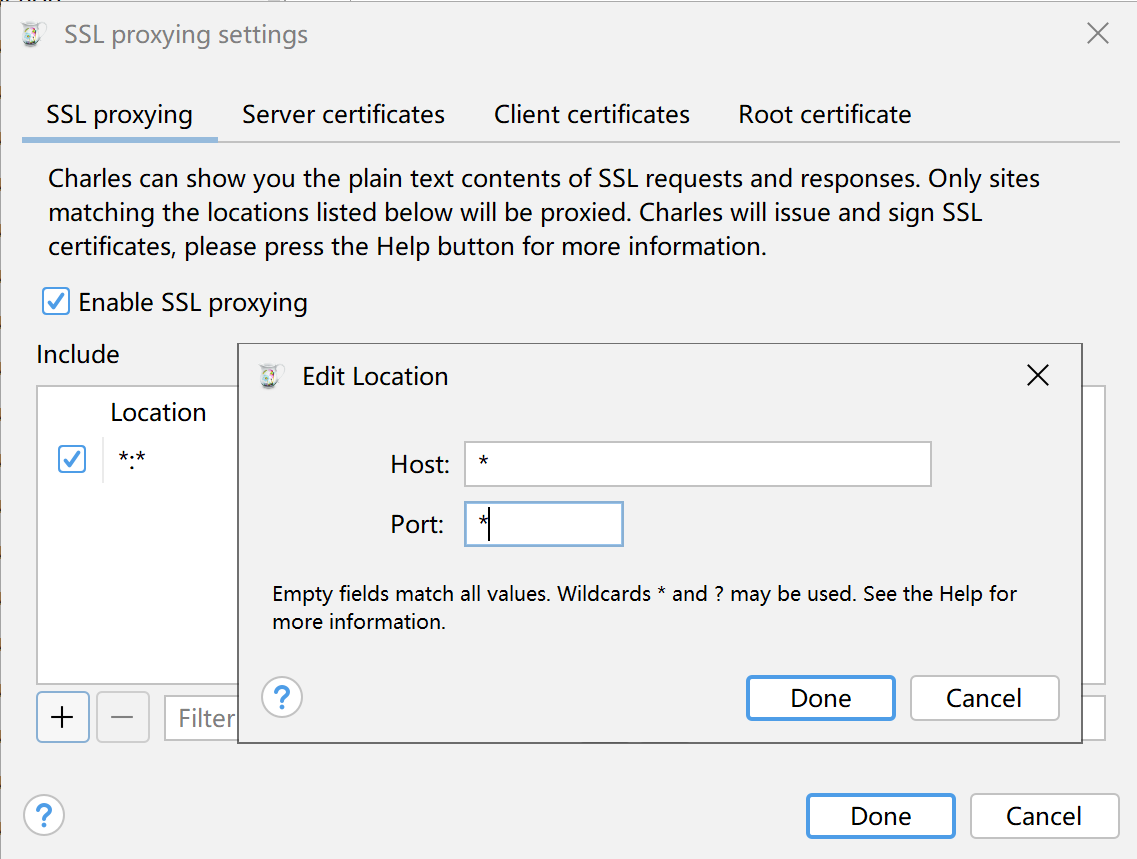 SSL proxying settings
SSL proxying Server certificates Client certificates Root certificate
Charles can show you the plain text contents of SSL requests and responses. Only sites
matching the locations listed below will be proxied. Charles will issue and sign SSL
certificates, please press the Help button for more information.
Enable SSL proxying
Include
Location
*:*
Filter
Edit Location
Host: *
Port: *
Empty fields match all values. Wildcards * and ? may be used. See the Help for
more information.
? Done Cancel
? Done Cancel